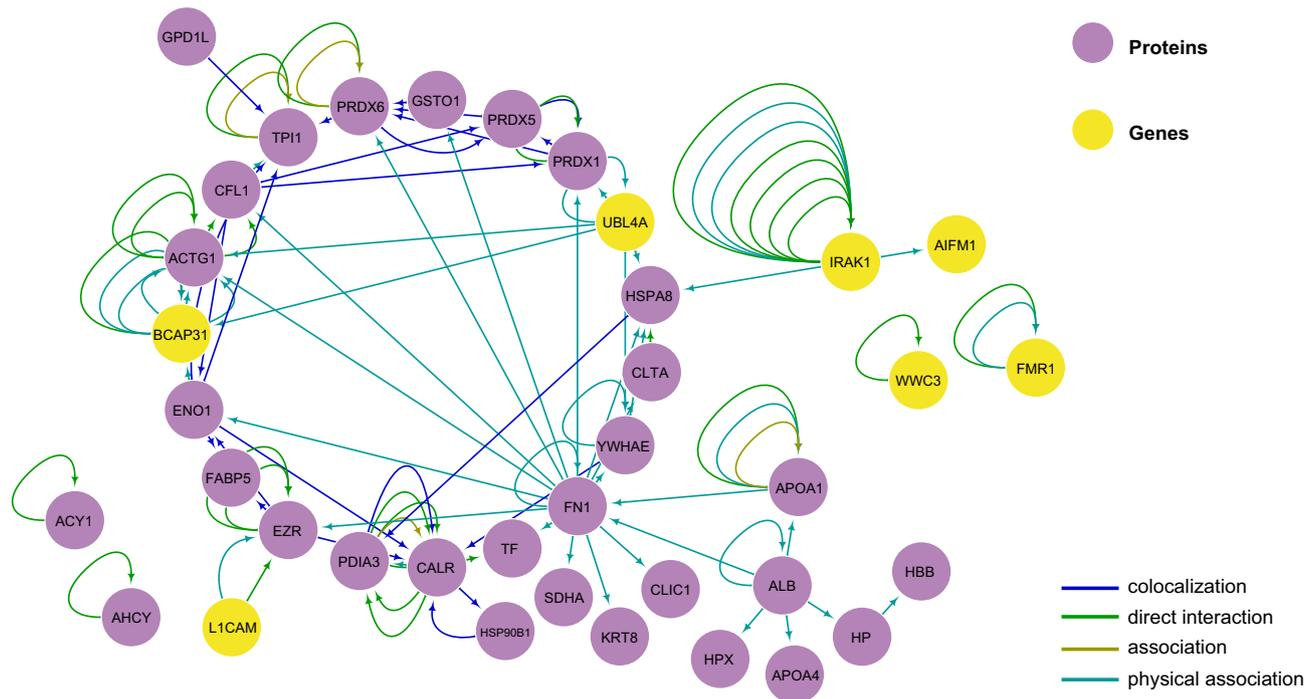 GPD1L
Proteins
PRDX6
GSTO1
PRDX5
TPI1
Genes
PRDX1
CFL1
UBL4A
AIFM1
ACTG1
IRAK1
HSPA8
BCAP31
CLTA
FMR1
WWC3
ENO1
YWHAE
FABP5
APOA1
FN1
ACY1
EZR
TF
PDIA3
CALR
HBB
ALB
CLIC1
colocalization
SDHA
AHCY
direct interaction
L1CAM
HSP90B1
KRT8
HP
association
HPX
APOA4
physical association